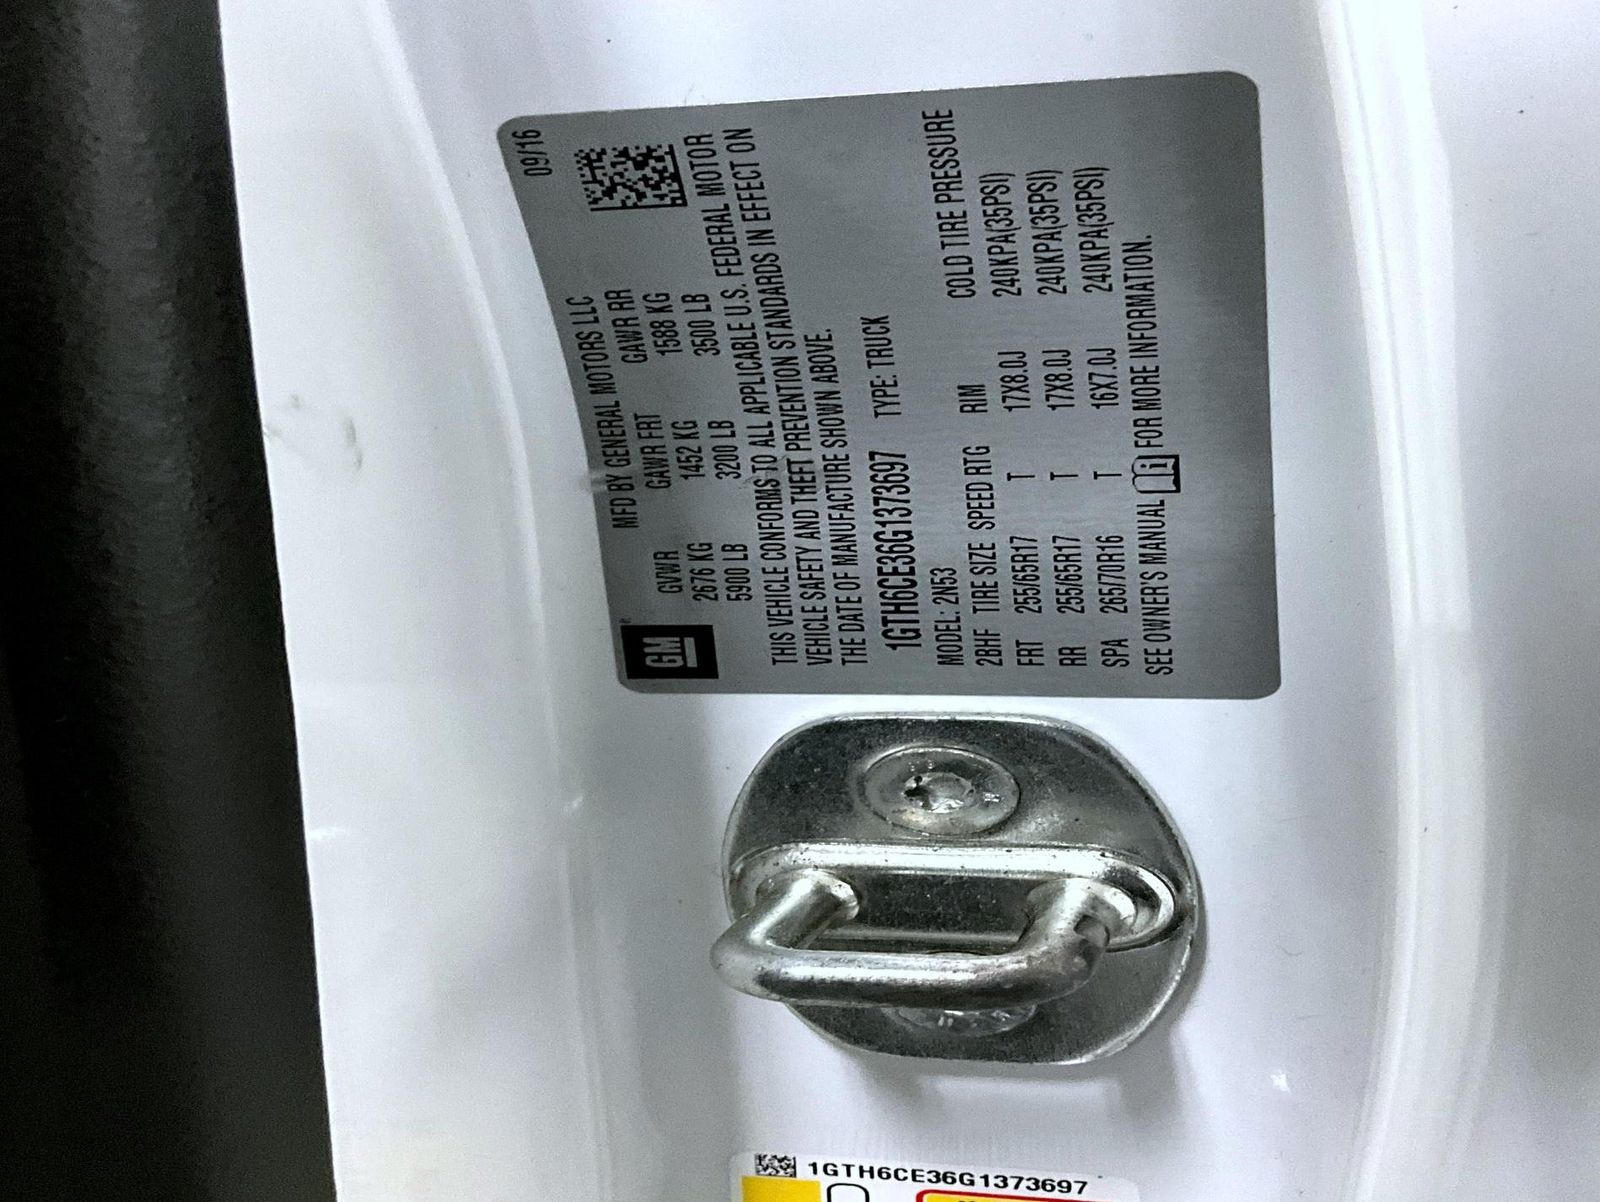 09/16
MFD BY GENERAL MOTORS LLC
GM
GVWR GAWR FRT GAWR RR
2676 KG 1452 KG 1588 KG
5900 LB 3200 LB 3500 LB
THIS VEHICLE CONFORMS TO ALL APPLICABLE U.S. FEDERAL MOTOR
VEHICLE SAFETY AND THEFT PREVENTION STANDARDS IN EFFECT ON
THE DATE OF MANUFACTURE SHOWN ABOVE.
1GTH6CE36G1373697 TYPE: TRUCK
MODEL: 2N53
2BHF TIRE SIZE SPEED RTG RIM COLD TIRE PRESSURE
FRT 255/65R17 T 17X8.0J 240KPA(35PSI)
RR 255/65R17 T 17X8.0J 240KPA(35PSI)
SPA 265/70R16 T 16X7.0J 240KPA(35PSI)
SEE OWNER'S MANUAL FOR MORE INFORMATION.
1GTH6CE36G1373697